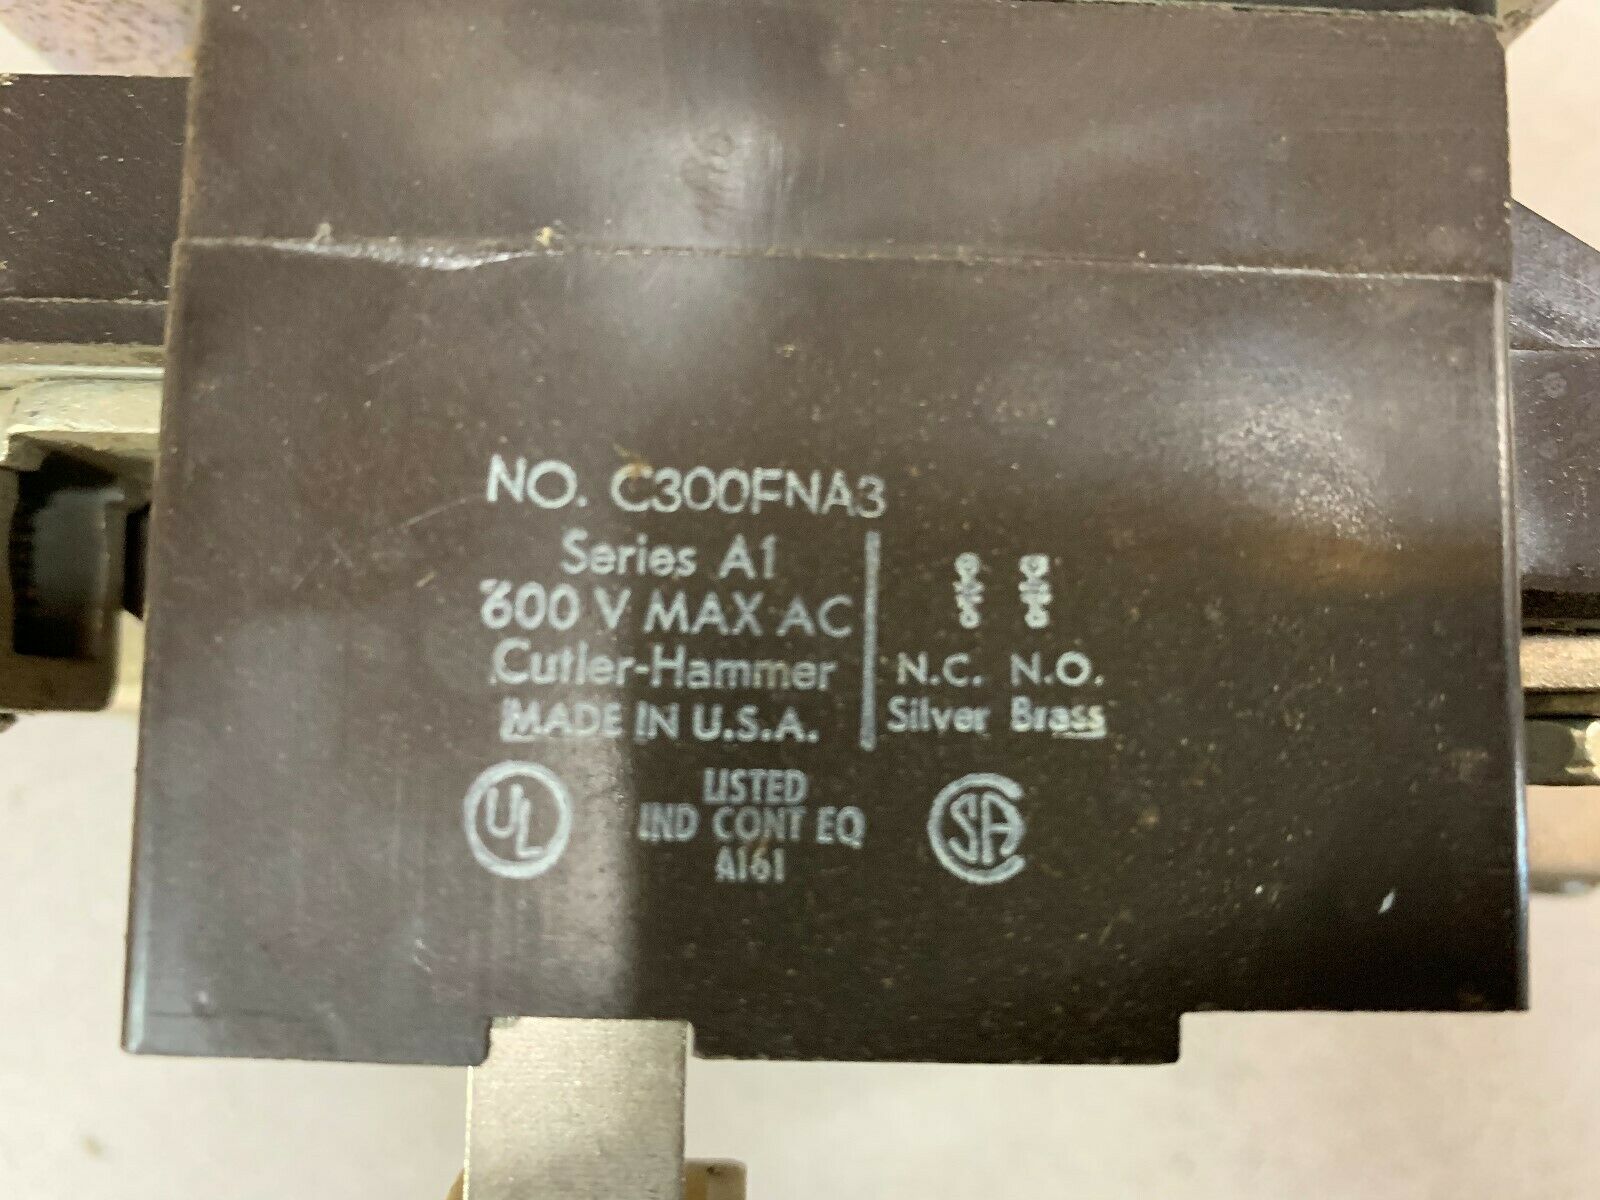 NO. C300FNA3
Series A1
600 V MAX AC
Cutler-Hammer
MADE IN U.S.A.
N.C. N.O.
Silver Brass
UL
LISTED
IND CONT EQ
A161
SA